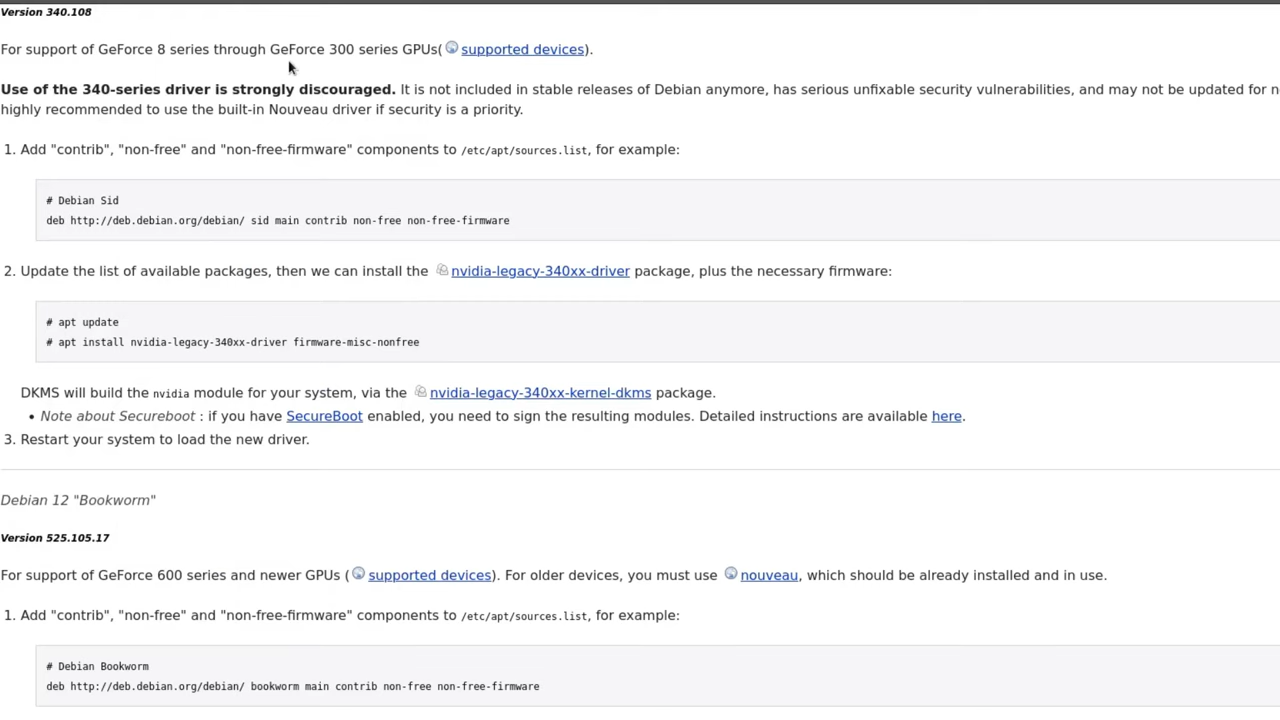 Version 340.108
For support of GeForce 8 series through GeForce 300 series GPUs( supported devices).
Use of the 340-series driver is strongly discouraged. It is not included in stable releases of Debian anymore, has serious unfixable security vulnerabilities, and may not be updated for
highly recommended to use the built-in Nouveau driver if security is a priority.
1. Add "contrib", "non-free" and "non-free-firmware" components to /etc/apt/sources.list, for example:
# Debian Sid
deb http://deb.debian.org/debian/ sid main contrib non-free non-free-firmware
2. Update the list of available packages, then we can install the nvidia-legacy-340xx-driver package, plus the necessary firmware:
# apt update
# apt install nvidia-legacy-340xx-driver firmware-misc-nonfree
DKMS will build the nvidia module for your system, via the nvidia-legacy-340xx-kernel-dkms package.
• Note about Secureboot : if you have SecureBoot enabled, you need to sign the resulting modules. Detailed instructions are available here.
3. Restart your system to load the new driver.
Debian 12 "Bookworm"
Version 525.105.17
For support of GeForce 600 series and newer GPUs ( supported devices). For older devices, you must use nouveau, which should be already installed and in use.
1. Add "contrib", "non-free" and "non-free-firmware" components to /etc/apt/sources.list, for example:
# Debian Bookworm
deb http://deb.debian.org/debian/ bookworm main contrib non-free non-free-firmware